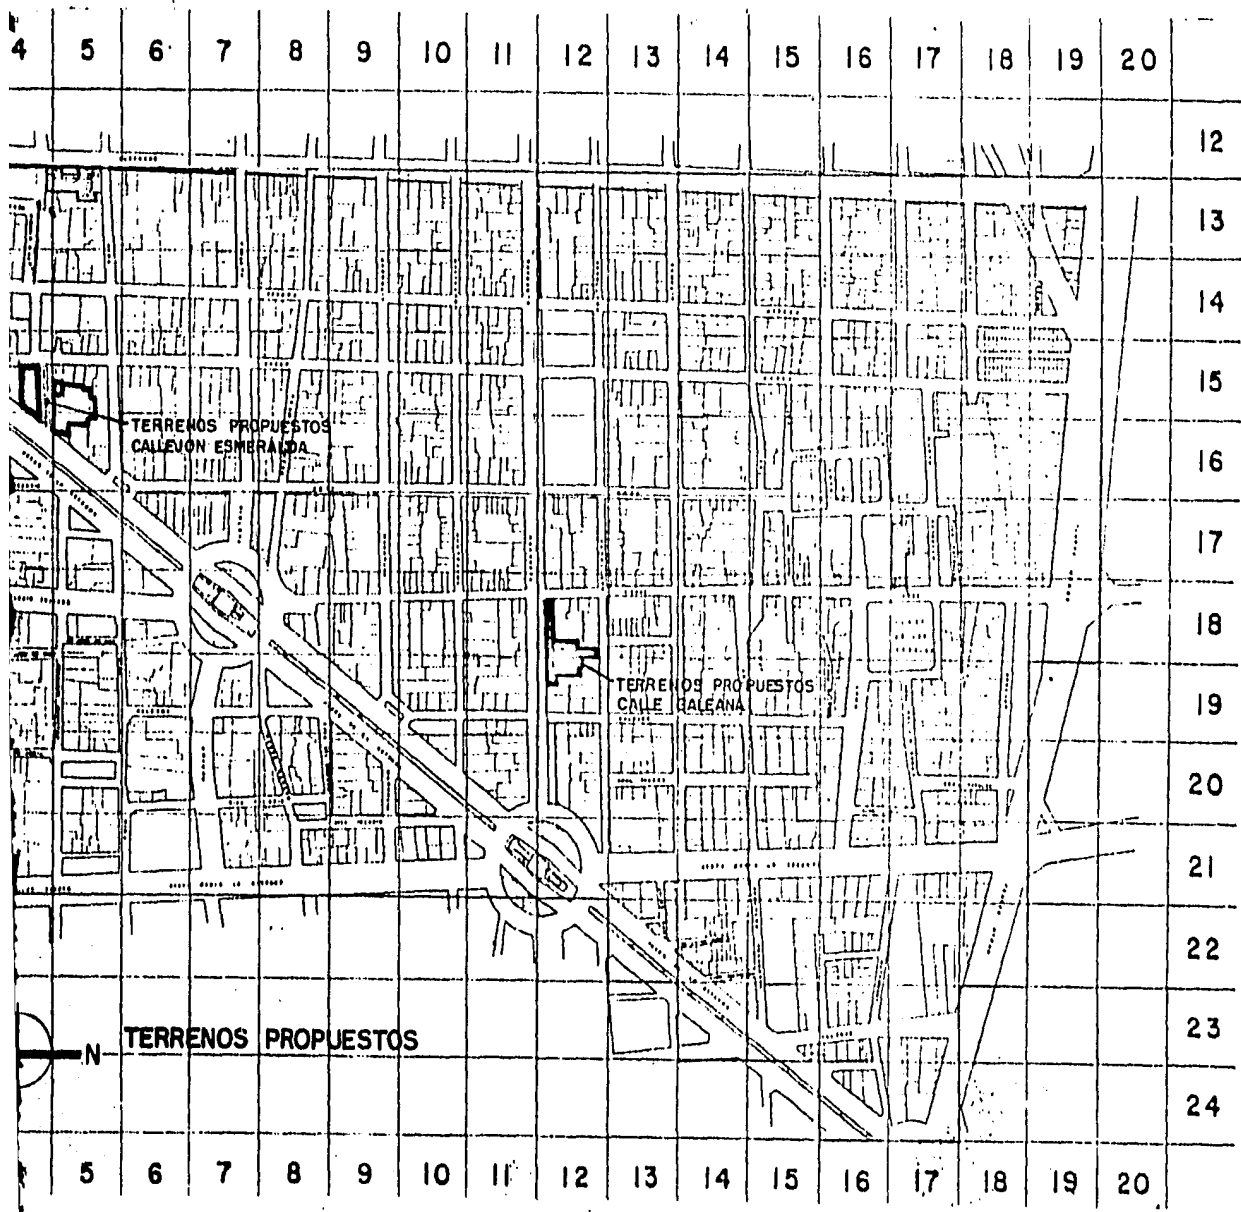 4 5 6 7 8 9 10 11 12 13 14 15 16 17 18 19 20
12
13
14
15
TERRENOS PROPUESTOS
CALLEJON ESMERALDA
16
17
18
TERRENOS PROPUESTOS
CALLE GALEANA
19
20
21
22
N TERRENOS PROPUESTOS
23
24
5 6 7 8 9 10 11 12 13 14 15 16 17 18 19 20